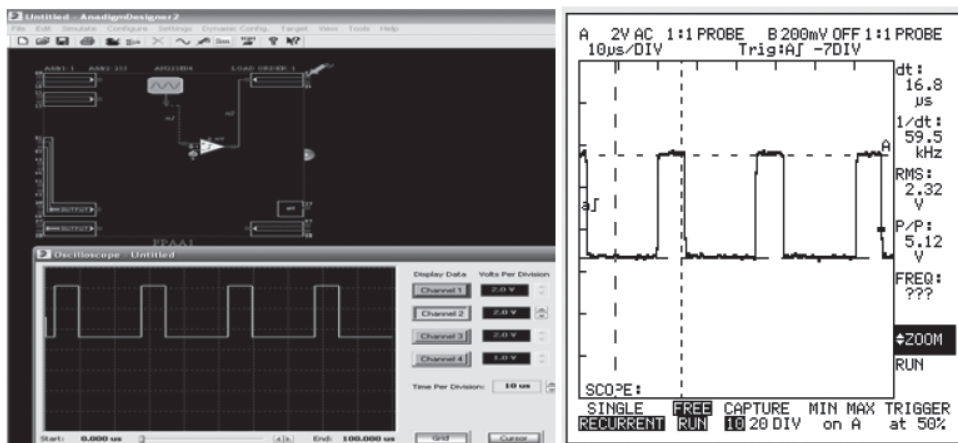 Untitled - AnadigmDesigner2
File Edit Simulate Configure Settings Dynamic Config. Target View Tools Help
Oscilloscope - Untitled
Display Data Volts Per Division
Channel 1 2.0 V
Channel 2 2.0 V
Channel 3 2.0 V
Channel 4 1.0 V
Time Per Division: 10 us
Start: 0.000 us End: 100.000 us Grid Cursor
A 2V AC 1:1 PROBE B 200mV OFF 1:1 PROBE
10µs/DIV Trig:A∫ -7DIV
dt:
16.8
µs
1/dt:
59.5
kHz
RMS:
2.32
V
P/P:
5.12
V
FREQ:
???
A
ZOOM
RUN
SCOPE:
SINGLE FREE CAPTURE MIN MAX TRIGGER
RECURRENT RUN 10 20 DIV on A at 50%